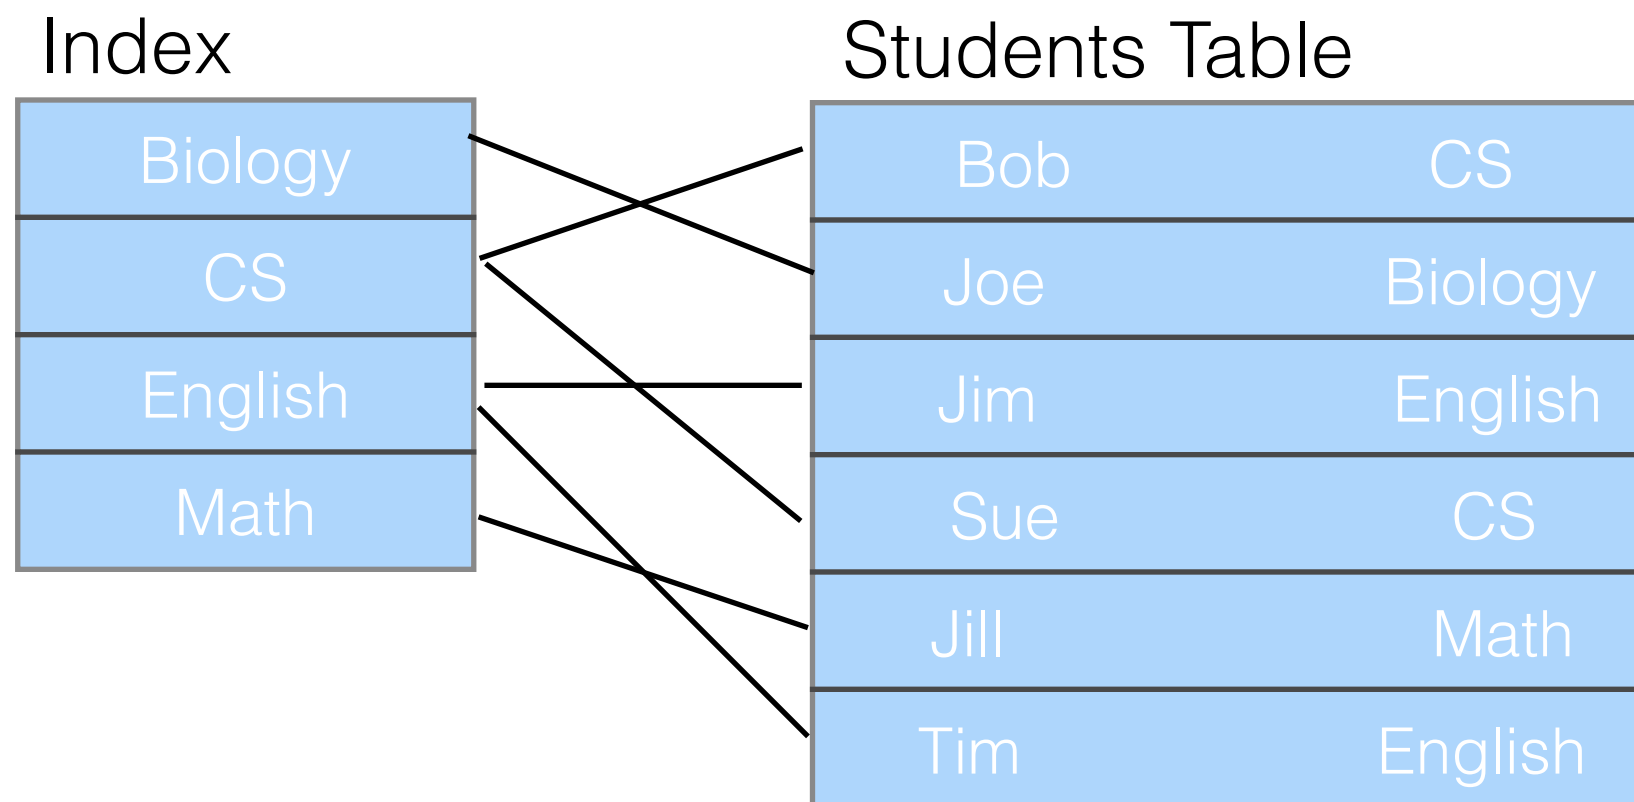 Index
Biology
CS
English
Math
Students Table
Bob CS
Joe Biology
Jim English
Sue CS
Jill Math
Tim English